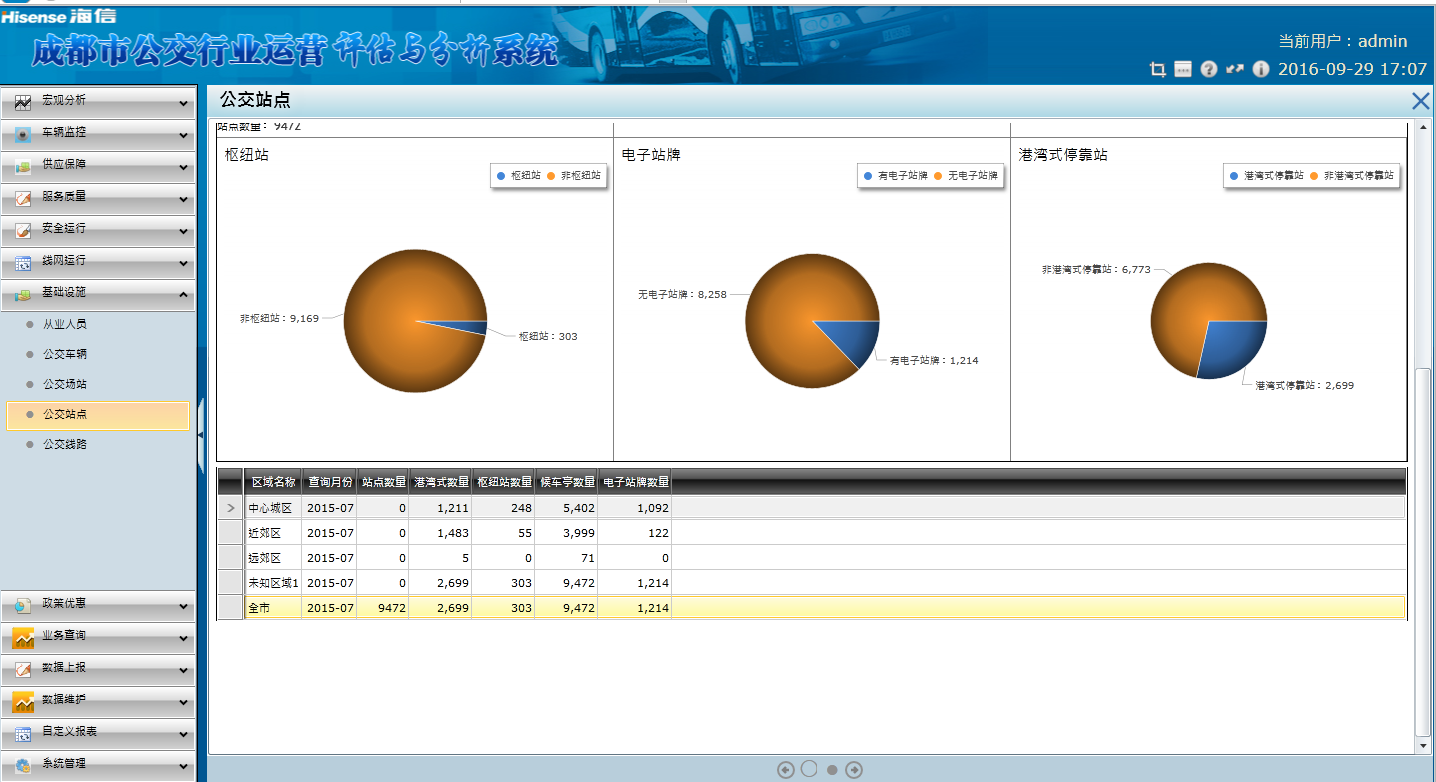 Hisense 海信
成都市公交行业运营评估与分析系统
当前用户：admin
2016-09-29 17:07
宏观分析
车辆监控
供应保障
服务质量
安全运行
线网运行
基础设施
从业人员
公交车辆
公交场站
公交站点
公交线路
政策优惠
业务查询
数据上报
数据维护
自定义报表
系统管理
公交站点
站点数量： 9472
枢纽站
枢纽站 非枢纽站
非枢纽站：9,169
枢纽站：303
电子站牌
有电子站牌 无电子站牌
无电子站牌：8,258
有电子站牌：1,214
港湾式停靠站
港湾式停靠站 非港湾式停靠站
非港湾式停靠站：6,773
港湾式停靠站：2,699
区域名称 查询月份 站点数量 港湾式数量 枢纽站数量 候车亭数量 电子站牌数量
中心城区 2015-07 0 1,211 248 5,402 1,092
近郊区 2015-07 0 1,483 55 3,999 122
远郊区 2015-07 0 5 0 71 0
未知区域1 2015-07 0 2,699 303 9,472 1,214
全市 2015-07 9472 2,699 303 9,472 1,214